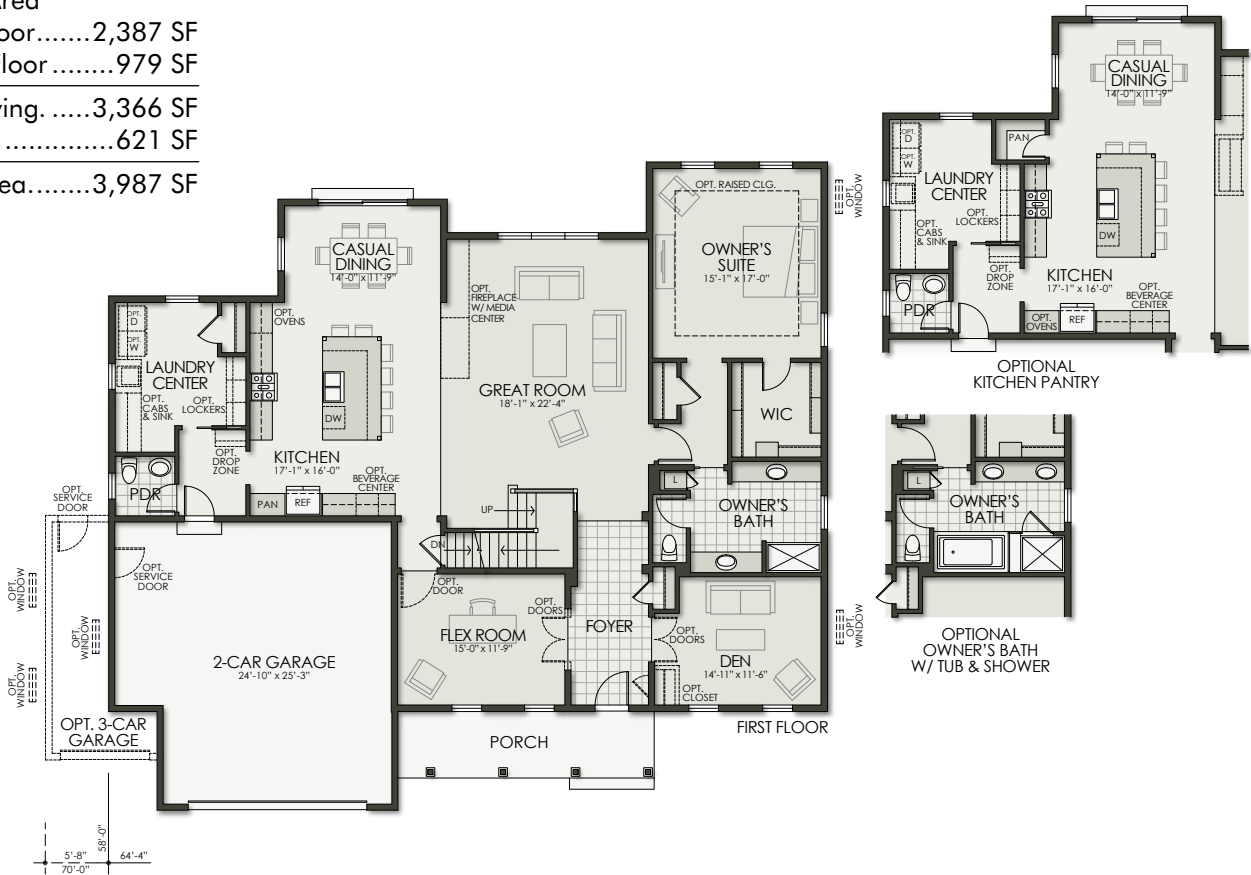 Area
oor.......2,387 SF
Floor ........979 SF
ving. .....3,366 SF
..............621 SF
ea........3,987 SF
CASUAL
DINING
14'-0" x 11'-9"
OPT. OVENS
OPT.
FIREPLACE
W/ MEDIA
CENTER
OPT. D
OPT. W
LAUNDRY
CENTER
OPT.
CABS
& SINK
OPT.
LOCKERS
OPT.
DROP
ZONE
DW
KITCHEN
17'-1" x 16'-0"
OPT.
BEVERAGE
CENTER
PAN
REF
PDR
GREAT ROOM
18'-1" x 22'-4"
OPT. RAISED CLG.
OWNER'S
SUITE
15'-1" x 17'-0"
OPT.
WINDOW
WIC
L
OWNER'S
BATH
UP
DN
OPT.
SERVICE
DOOR
OPT.
SERVICE
DOOR
OPT.
WINDOW
OPT.
WINDOW
OPT.
WINDOW
2-CAR GARAGE
24'-10" x 25'-3"
OPT. 3-CAR
GARAGE
OPT.
DOOR
FLEX ROOM
15'-0" x 11'-9"
OPT.
DOORS
FOYER
OPT.
DOORS
DEN
14'-11" x 11'-6"
OPT.
CLOSET
OPT.
WINDOW
PORCH
FIRST FLOOR
58'-0"
5'-8"
64'-4"
70'-0"
CASUAL
DINING
14'-0" x 11'-9"
PAN
OPT. D
OPT. W
LAUNDRY
CENTER
OPT.
CABS
& SINK
OPT.
LOCKERS
OPT.
DROP
ZONE
DW
KITCHEN
17'-1" x 16'-0"
OPT.
BEVERAGE
CENTER
OPT.
OVENS
REF
PDR
OPTIONAL
KITCHEN PANTRY
L
OWNER'S
BATH
OPTIONAL
OWNER'S BATH
W/ TUB & SHOWER